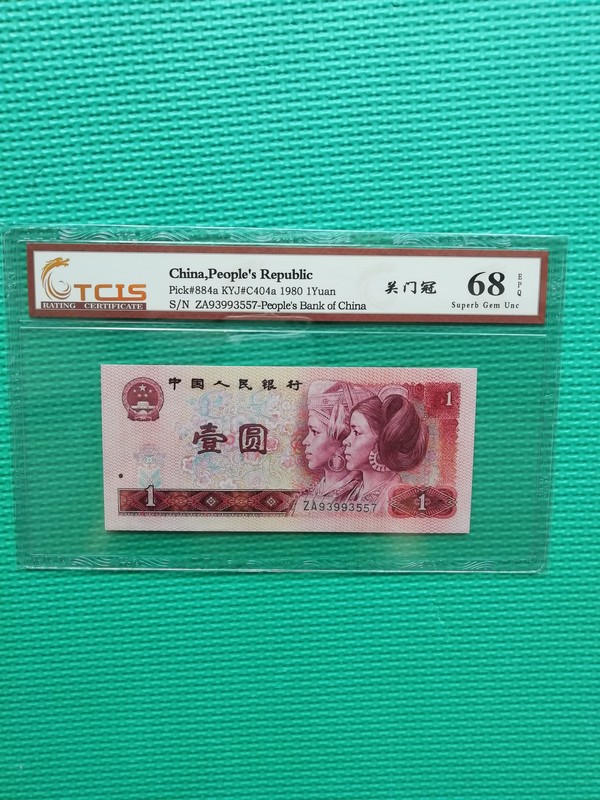 TCIS
RATING CERTIFICATE
China,People's Republic
Pick#884a KYJ#C404a 1980 1Yuan
S/N ZA93993557-People's Bank of China
关门冠
68
EPQ
Superb Gem Unc
中国人民银行
1
壹圆
1
1
ZA93993557